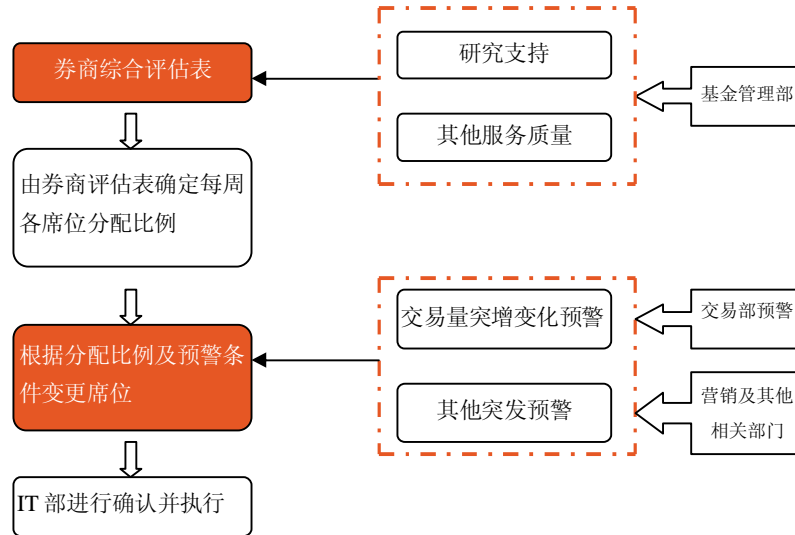 券商综合评估表
研究支持
基金管理部
其他服务质量
由券商评估表确定每周
各席位分配比例
交易量突增变化预警
交易部预警
根据分配比例及预警条
件变更席位
其他突发预警
营销及其他
相关部门
IT 部进行确认并执行